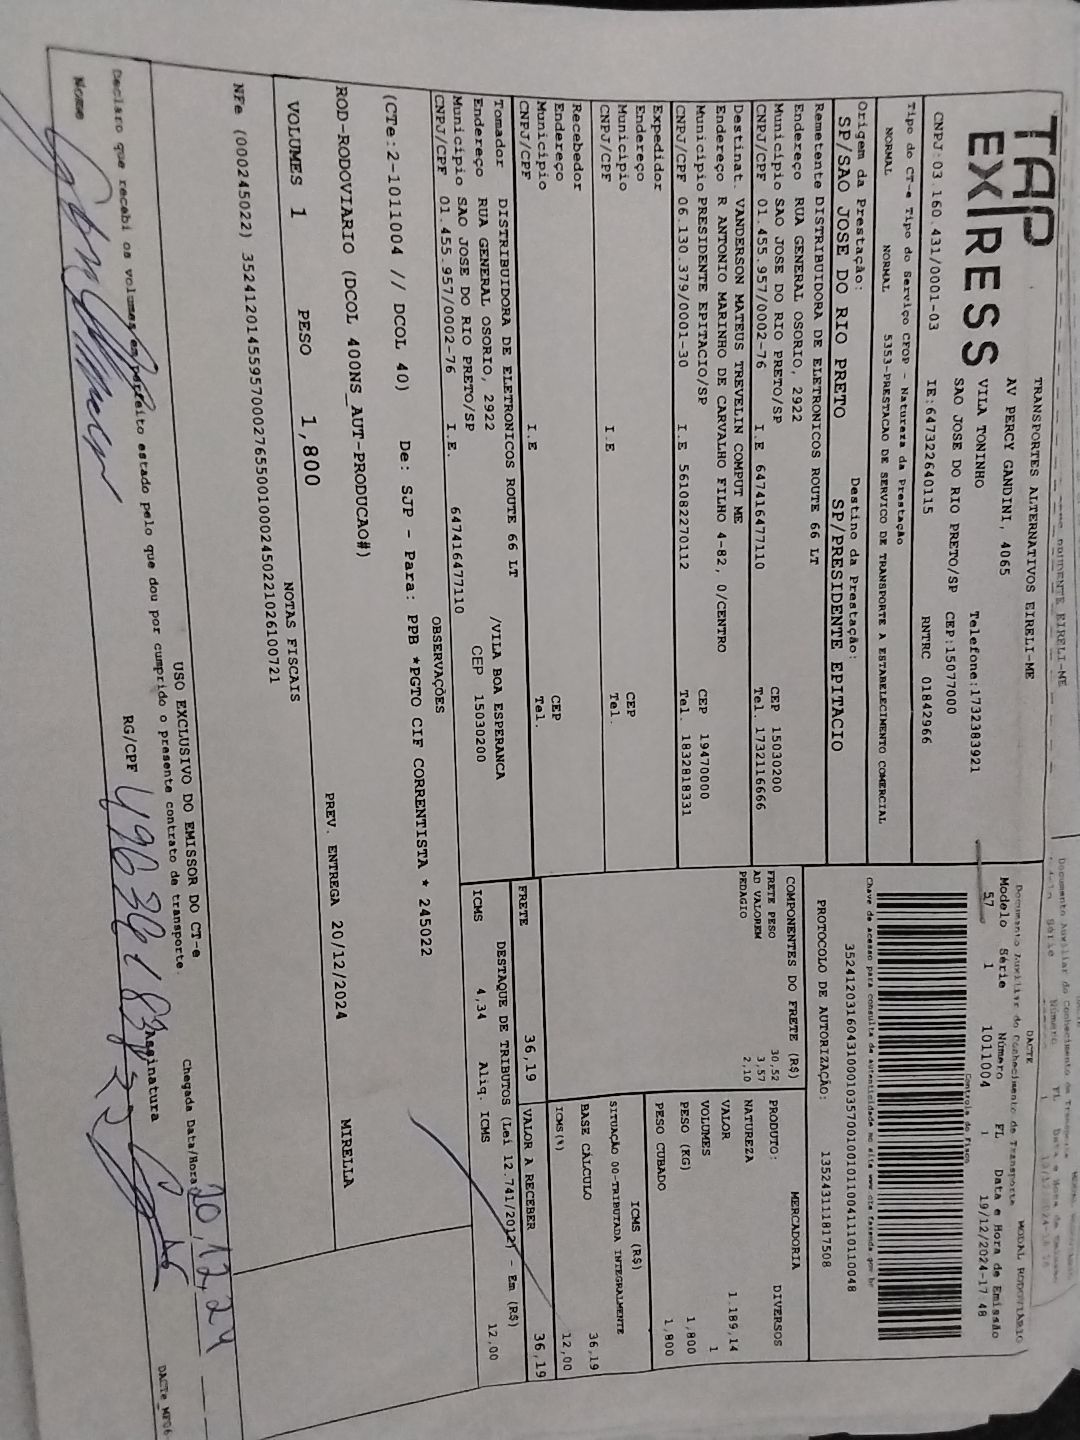 TAP
EXPRESS
TRANSPORTES ALTERNATIVOS EIRELI-ME
AV PERCY GANDINI, 4065
VILA TONINHO Telefone:1732383921
SAO JOSE DO RIO PRETO/SP CEP:15077000
CNPJ:03.160.431/0001-03 IE:647322640115 RNTRC 01842966
Tipo do CT-e Tipo do Serviço CFOP - Natureza da Prestação
NORMAL NORMAL 5353-PRESTACAO DE SERVICO DE TRANSPORTE A ESTABELECIMENTO COMERCIAL
Origem da Prestação: Destino da Prestação:
SP/SAO JOSE DO RIO PRETO SP/PRESIDENTE EPITACIO
Remetente DISTRIBUIDORA DE ELETRONICOS ROUTE 66 LT
Endereço RUA GENERAL OSORIO, 2922
Município SAO JOSE DO RIO PRETO/SP CEP 15030200
CNPJ/CPF 01.455.957/0002-76 I.E 647416477110 Tel. 1732116666
Destinat. VANDERSON MATEUS TREVELIN COMPUT ME
Endereço R ANTONIO MARINHO DE CARVALHO FILHO 4-82, 0/CENTRO
Município PRESIDENTE EPITACIO/SP CEP 19470000
CNPJ/CPF 06.130.379/0001-30 I.E 561082270112 Tel. 1832818331
Expedidor
Endereço
Município CEP
CNPJ/CPF I.E Tel.
Recebedor
Endereço
Município CEP
CNPJ/CPF I.E Tel.
Tomador DISTRIBUIDORA DE ELETRONICOS ROUTE 66 LT
Endereço RUA GENERAL OSORIO, 2922 /VILA BOA ESPERANCA
Município SAO JOSE DO RIO PRETO/SP CEP 15030200
CNPJ/CPF 01.455.957/0002-76 I.E. 647416477110
DACTE MODAL RODOVIÁRIO
Documento Auxiliar do Conhecimento de Transporte
Modelo Série Número FL Data e Hora de Emissão
57 1 1011004 1 19/12/2024-17:48
Controle do Fisco
Chave de acesso para consulta de autenticidade no site www.cte.fazenda.gov.br
35241203160431000103570010010110041110110048
PROTOCOLO DE AUTORIZAÇÃO: 135243111817508
COMPONENTES DO FRETE (R$)
FRETE PESO 30,52
AD VALOREM 3,57
PEDAGIO 2,10
MERCADORIA
PRODUTO: DIVERSOS
NATUREZA
VALOR 1.189,14
VOLUMES 1
PESO (KG) 1,800
PESO CUBADO 1,800
ICMS (R$)
SITUAÇÃO 00-TRIBUTADA INTEGRALMENTE
BASE CÁLCULO 36,19
ICMS(%) 12,00
FRETE 36,19 VALOR A RECEBER 36,19
DESTAQUE DE TRIBUTOS (Lei 12.741/2012) - Em (R$)
ICMS 4,34 Aliq. ICMS 12,00
OBSERVAÇÕES
(CTe:2-1011004 // DCOL 40) De: SJP - Para: PPB *PGTO CIF CORRENTISTA * 245022
ROD-RODOVIARIO (DCOL 400NS_AUT-PRODUCAO#)
PREV. ENTREGA 20/12/2024 MIRELLA
VOLUMES 1 PESO 1,800
NOTAS FISCAIS
NFe (000245022) 35241201455957000276550010002450221026100721
USO EXCLUSIVO DO EMISSOR DO CT-e
Declaro que recebi os volumes em perfeito estado pelo que dou por cumprido o presente contrato de transporte.
Chegada Data/Hora 20,12,24
Nome RG/CPF Assinatura
DACTe_MF06